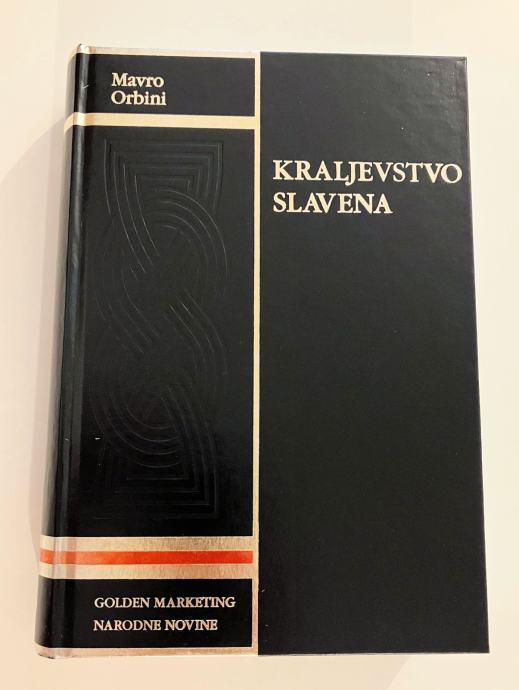 Mavro
Orbini
KRALJEVSTVO
SLAVENA
GOLDEN MARKETING
NARODNE NOVINE